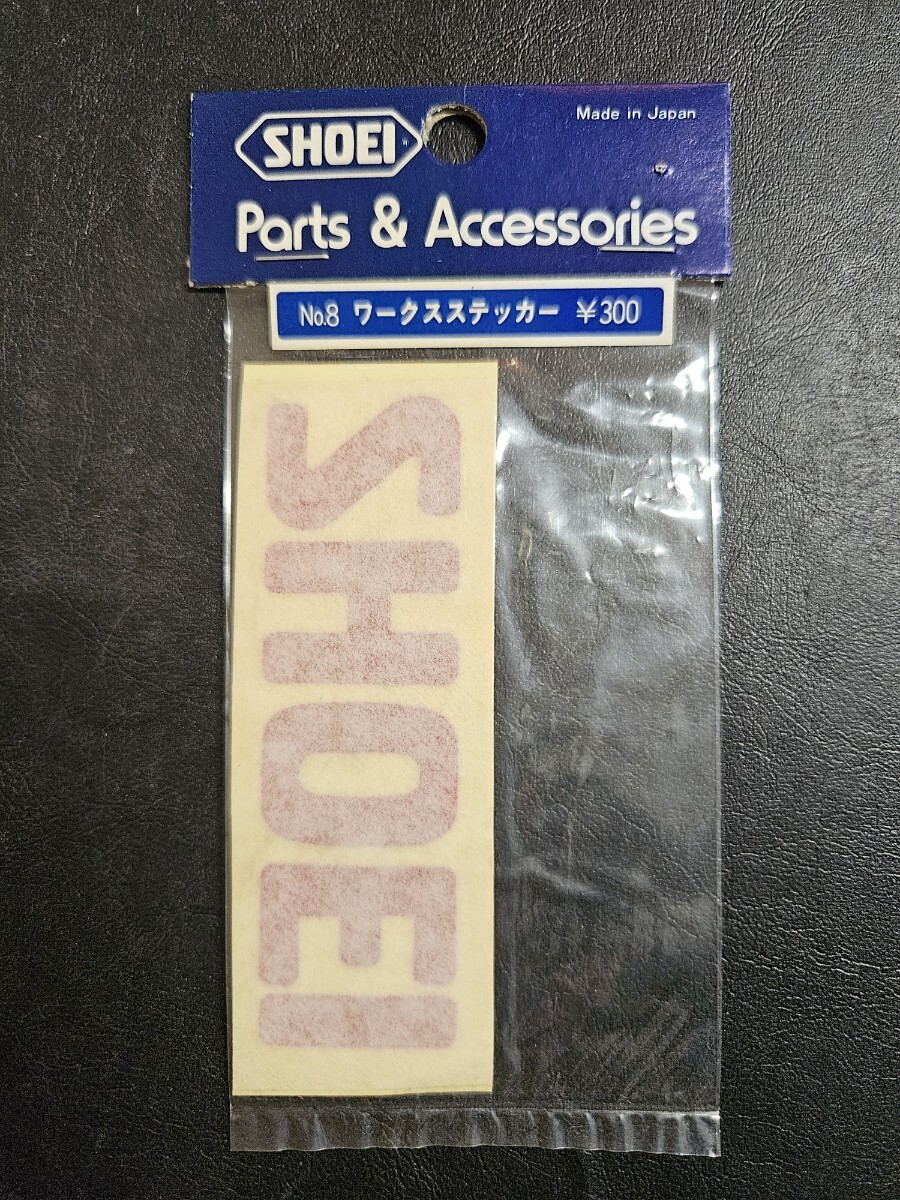 SHOEI
Made in Japan
Parts & Accessories
No.8 ワークスステッカー ¥300
SHOEI